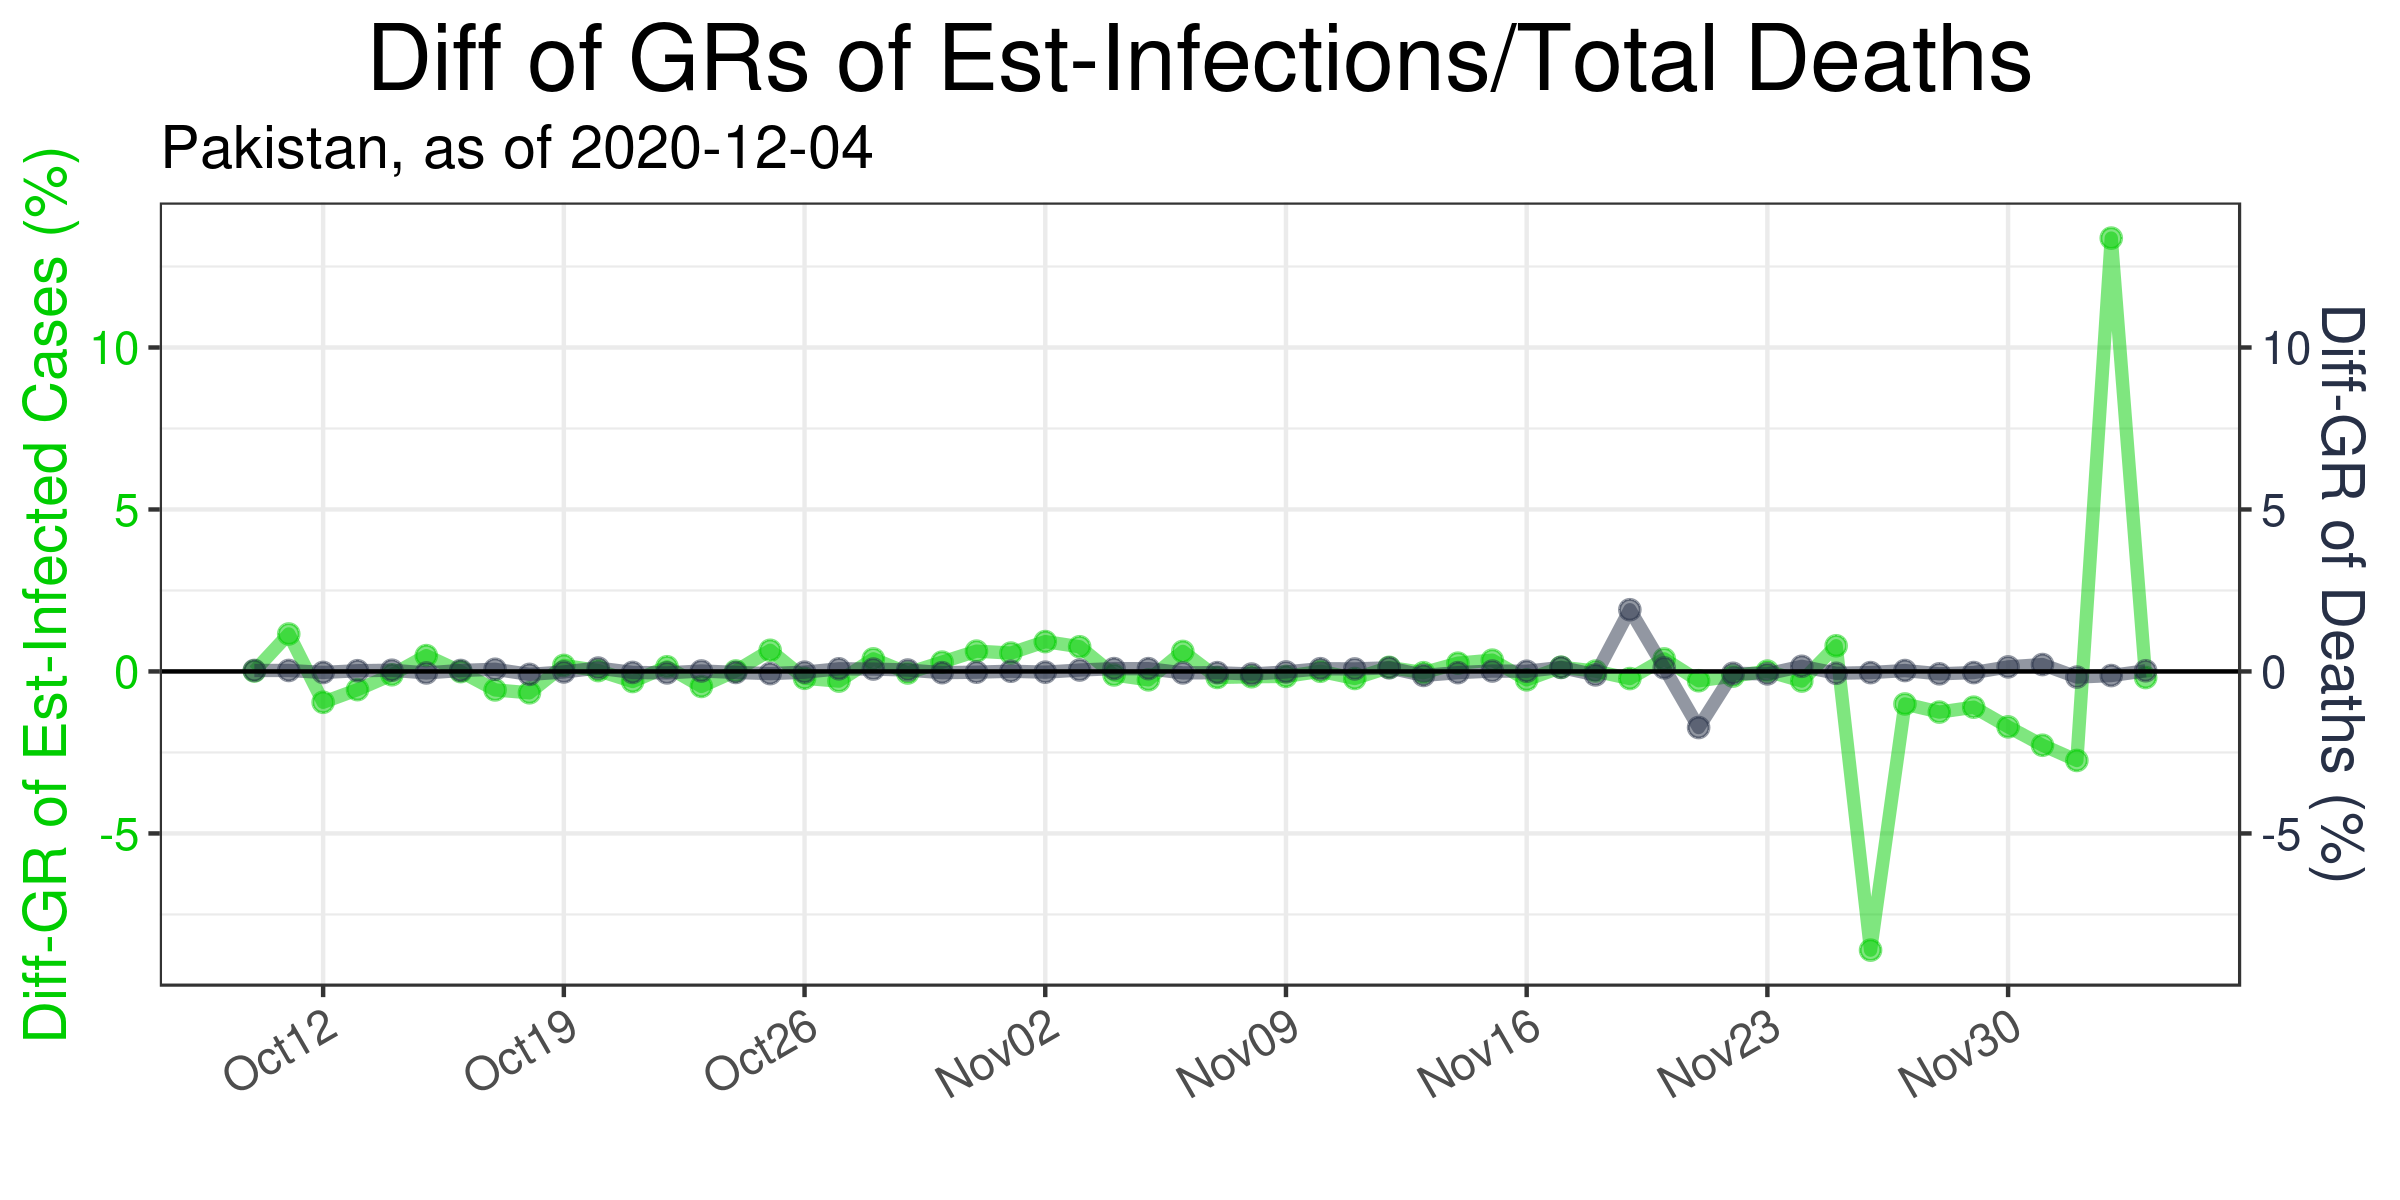 Diff of GRs of Est-Infections/Total Deaths
Pakistan, as of 2020-12-04
Diff-GR of Est-Infected Cases (%)
10
5
0
-5
10
5
0
-5
Diff-GR of Deaths (%)
Oct12
Oct19
Oct26
Nov02
Nov09
Nov16
Nov23
Nov30